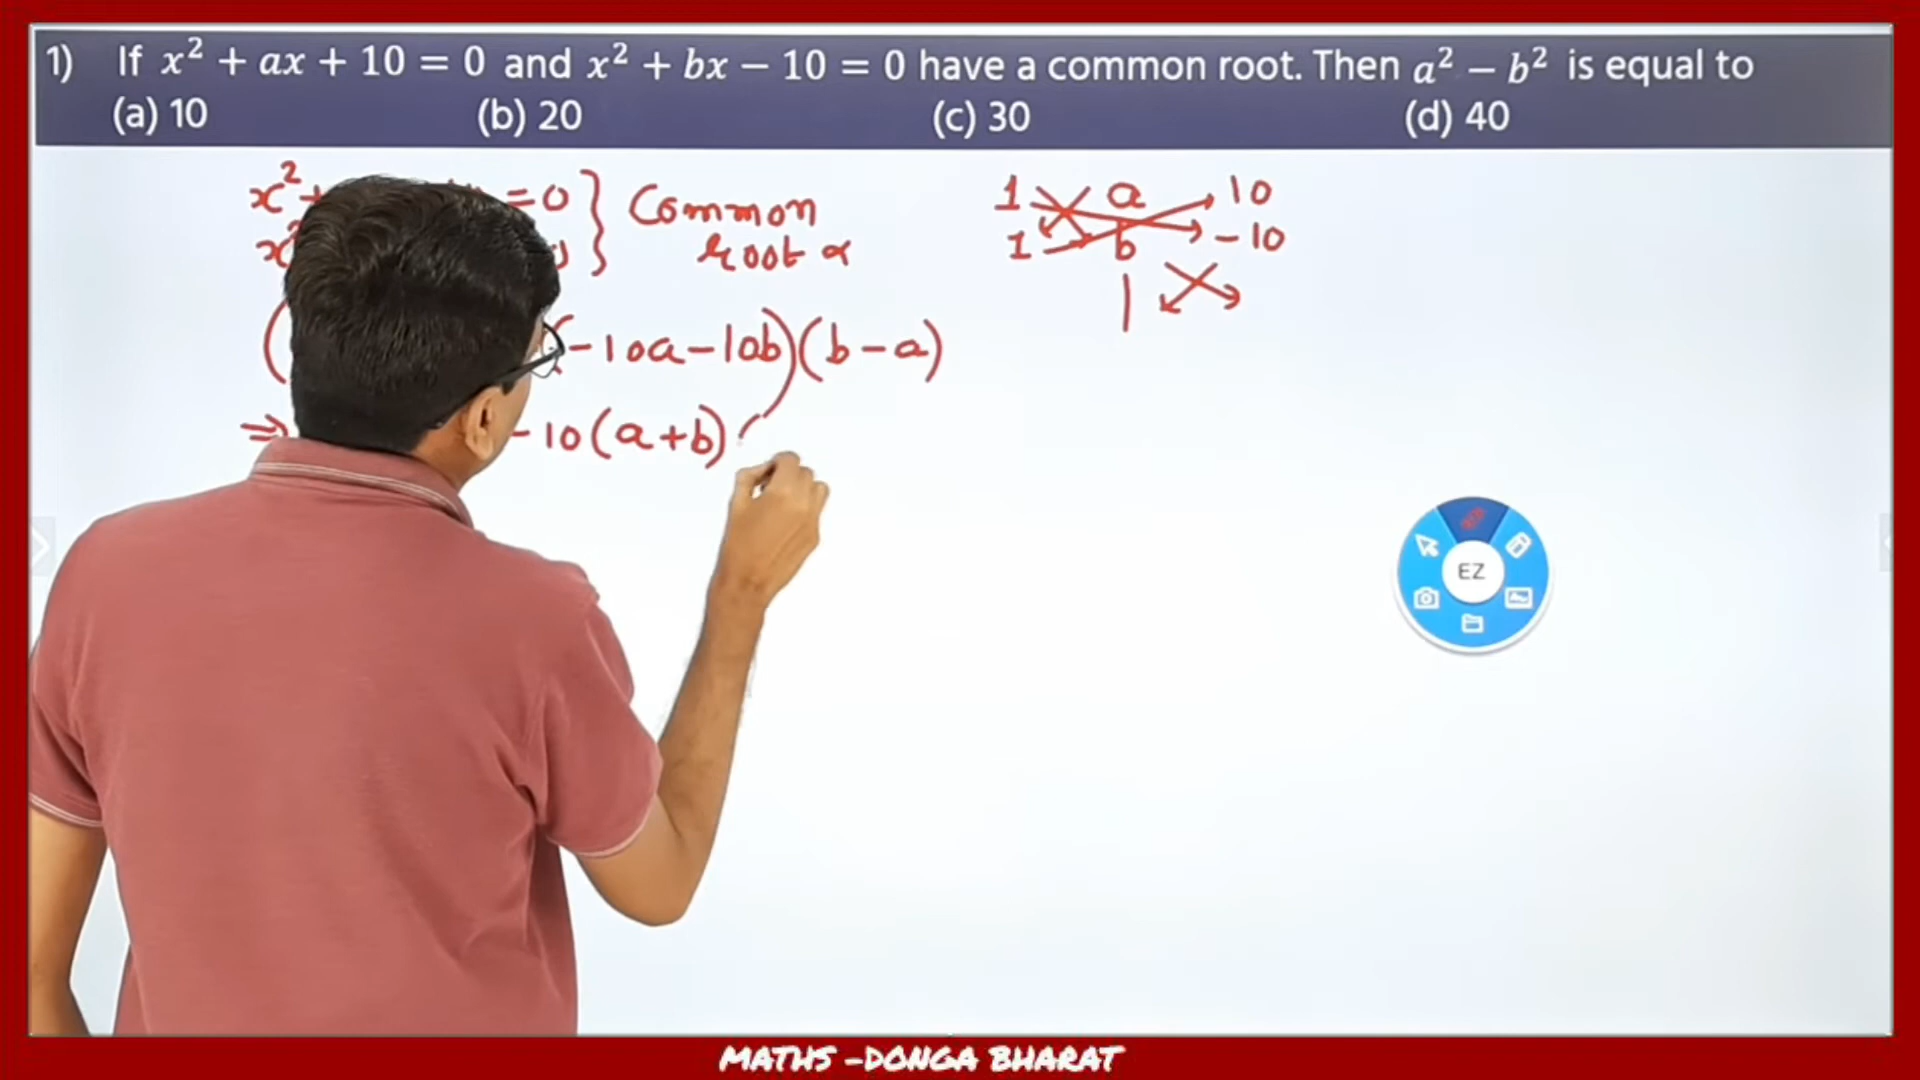 1) If x² + ax + 10 = 0 and x² + bx − 10 = 0 have a common root. Then a² − b² is equal to
(a) 10 (b) 20 (c) 30 (d) 40
x²+ =0 } Common
root α
1 a 10
1 b -10
(-10a-10b)(b-a)
⇒ -10(a+b)(
EZ
MATHS -DONGA BHARAT